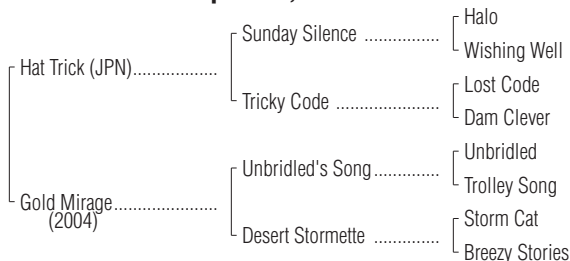 Halo
Sunday Silence ................
Wishing Well
Hat Trick (JPN)..................
Lost Code
Tricky Code ......................
Dam Clever
Unbridled
Unbridled's Song..............
Trolley Song
Gold Mirage......................
(2004)
Storm Cat
Desert Stormette ..............
Breezy Stories